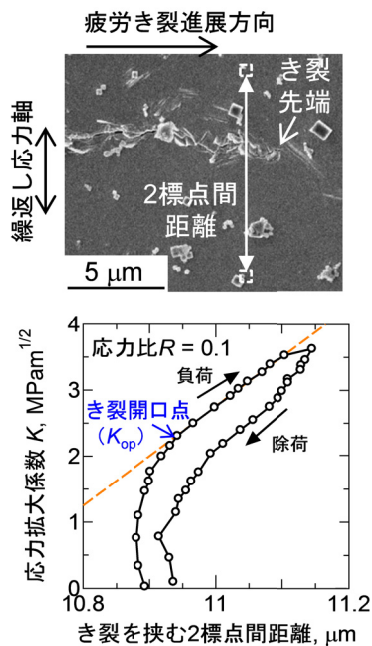 疲労き裂進展方向
繰返し応力軸
き裂
先端
2標点間
距離
5 μm
応力拡大係数 K, MPam1/2
4
3
2
1
0
応力比R = 0.1
負荷
き裂開口点
(Kop)
除荷
10.8
11
11.2
き裂を挟む2標点間距離, μm